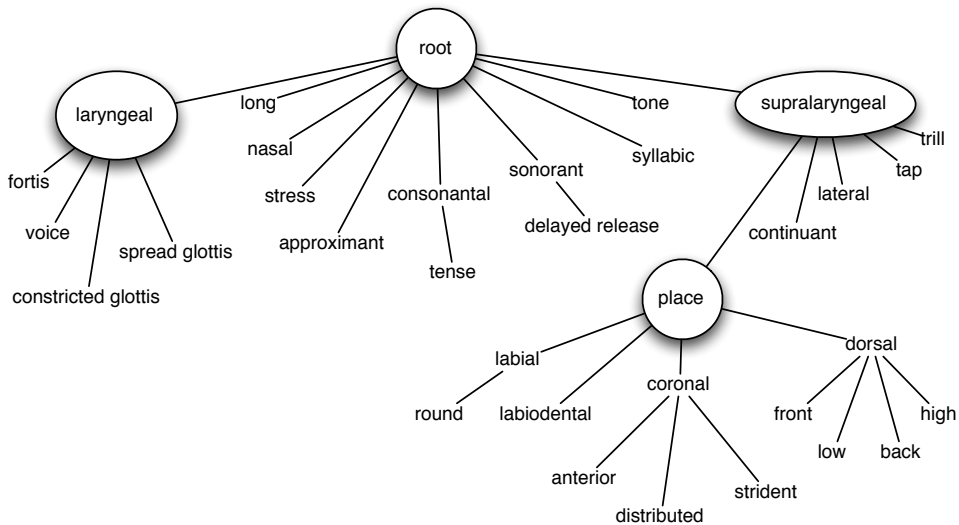 root
laryngeal
supralaryngeal
long
tone
trill
nasal
syllabic
sonorant
tap
fortis
stress
consonantal
lateral
voice
approximant
delayed release
continuant
spread glottis
tense
constricted glottis
place
labial
dorsal
coronal
round
labiodental
front
high
low
back
anterior
strident
distributed